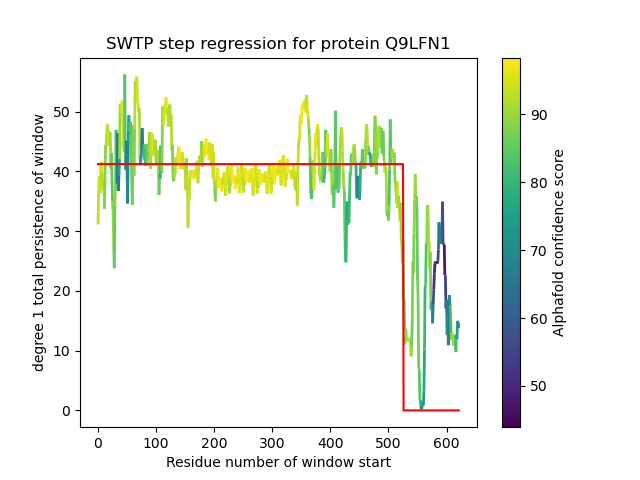 SWTP step regression for protein Q9LFN1
degree 1 total persistence of window
50
40
30
20
10
0
0 100 200 300 400 500 600
Residue number of window start
90
80
70
60
50
Alphafold confidence score